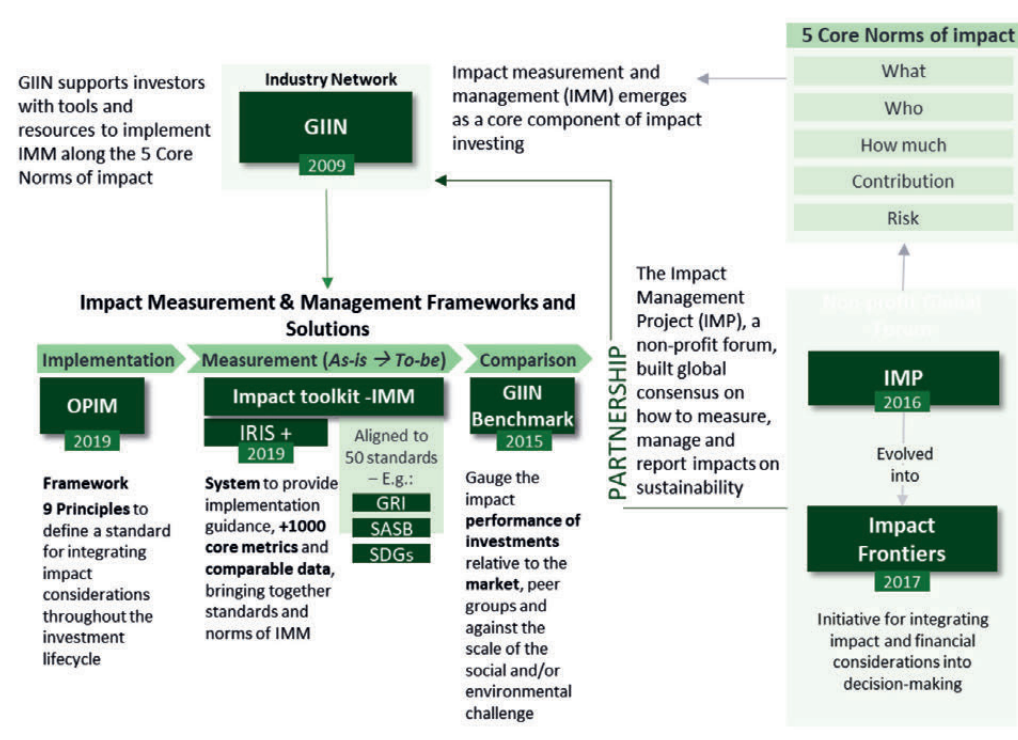 GIIN supports investors
with tools and
resources to implement
IMM along the 5 Core
Norms of impact
Industry Network
GIIN
2009
Impact measurement and
management (IMM) emerges
as a core component of impact
investing
5 Core Norms of impact
What
Who
How much
Contribution
Risk
Impact Measurement & Management Frameworks and
Solutions
Implementation
Measurement (As-is → To-be)
Comparison
OPIM
2019
Framework
9 Principles to
define a standard
for integrating
impact
considerations
throughout the
investment
lifecycle
Impact toolkit -IMM
IRIS +
2019
System to provide
implementation
guidance, +1000
core metrics and
comparable data,
bringing together
standards and
norms of IMM
Aligned to
50 standards
– E.g.:
GRI
SASB
SDGs
GIIN
Benchmark
2015
Gauge the
impact
performance of
investments
relative to the
market, peer
groups and
against the
scale of the
social and/or
environmental
challenge
PARTNERSHIP
The Impact
Management
Project (IMP), a
non-profit forum,
built global
consensus on
how to measure,
manage and
report impacts on
sustainability
IMP
2016
Evolved
into
Impact
Frontiers
2017
Initiative for integrating
impact and financial
considerations into
decision-making